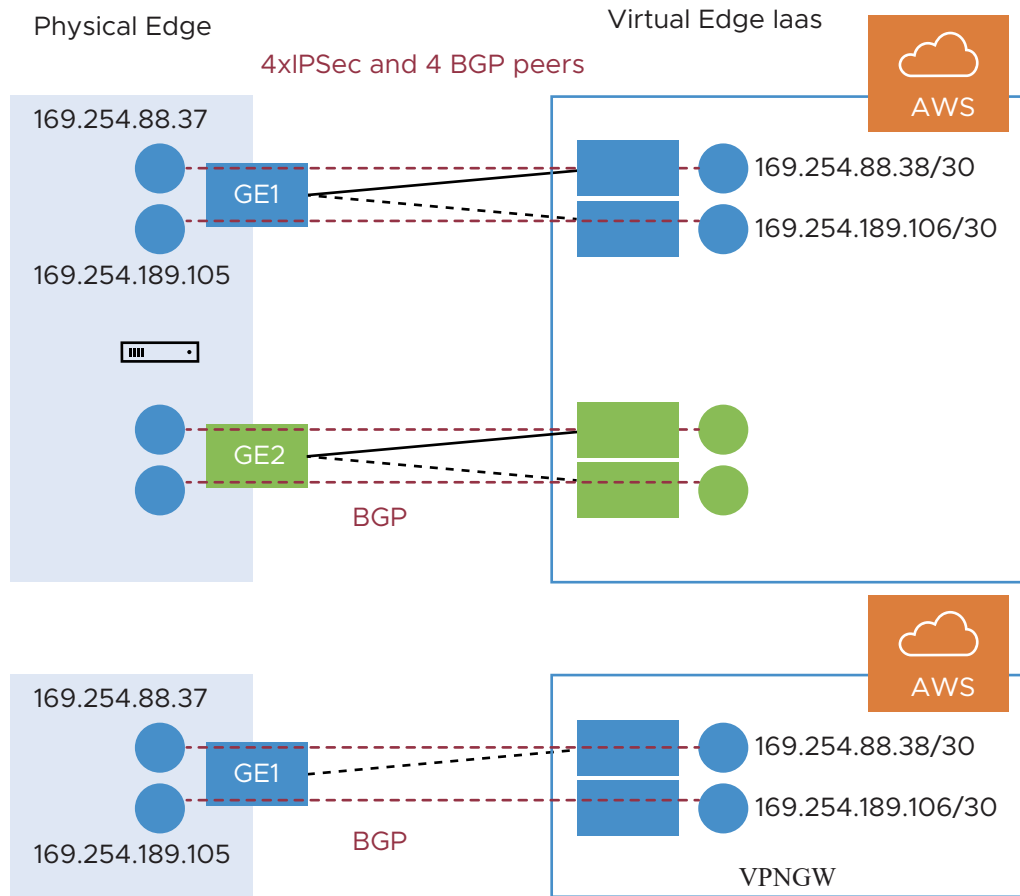 Physical Edge
Virtual Edge Iaas
4xIPSec and 4 BGP peers
AWS
169.254.88.37
GE1
169.254.88.38/30
169.254.189.106/30
169.254.189.105
GE2
BGP
AWS
169.254.88.37
GE1
169.254.88.38/30
169.254.189.106/30
169.254.189.105
BGP
VPNGW